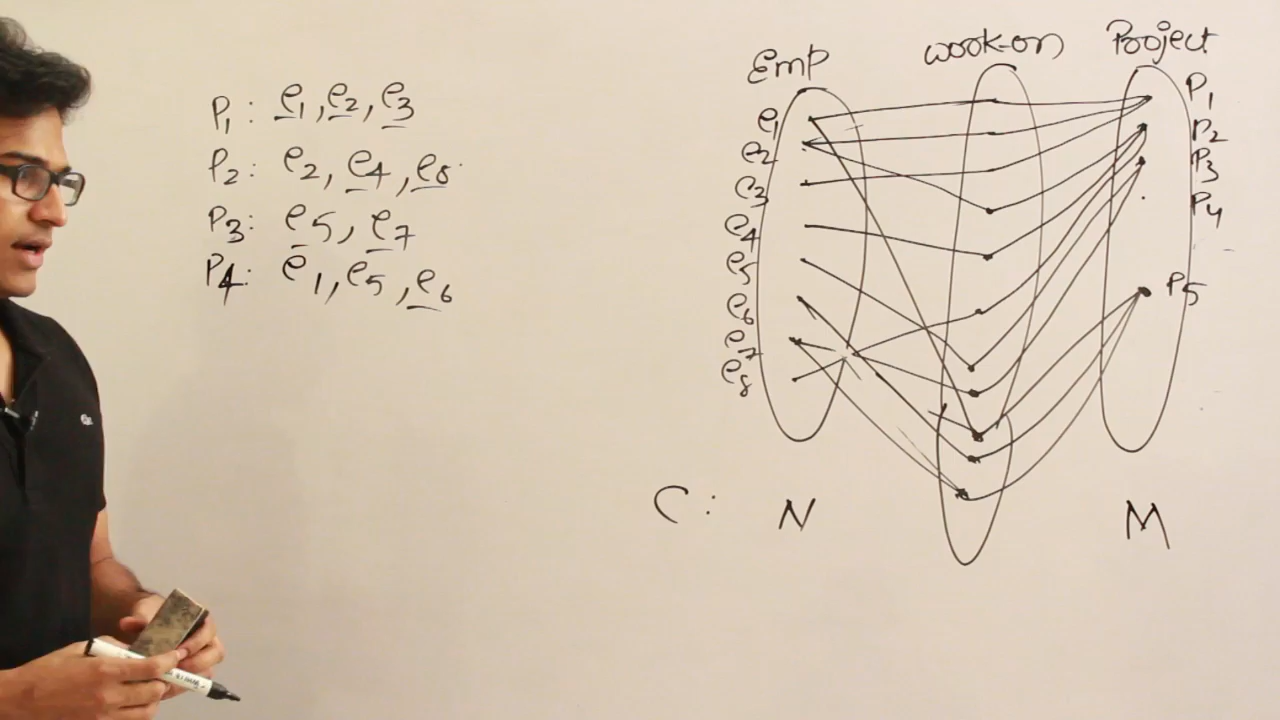 P1 : e1, e2, e3
P2 : e2, e4, e8
P3 : e5, e7
P4 : e1, e5, e6
Emp work-on Project
e1
e2
e3
e4
e5
e6
e7
e8
P1
P2
P3
P4
P5
C : N M